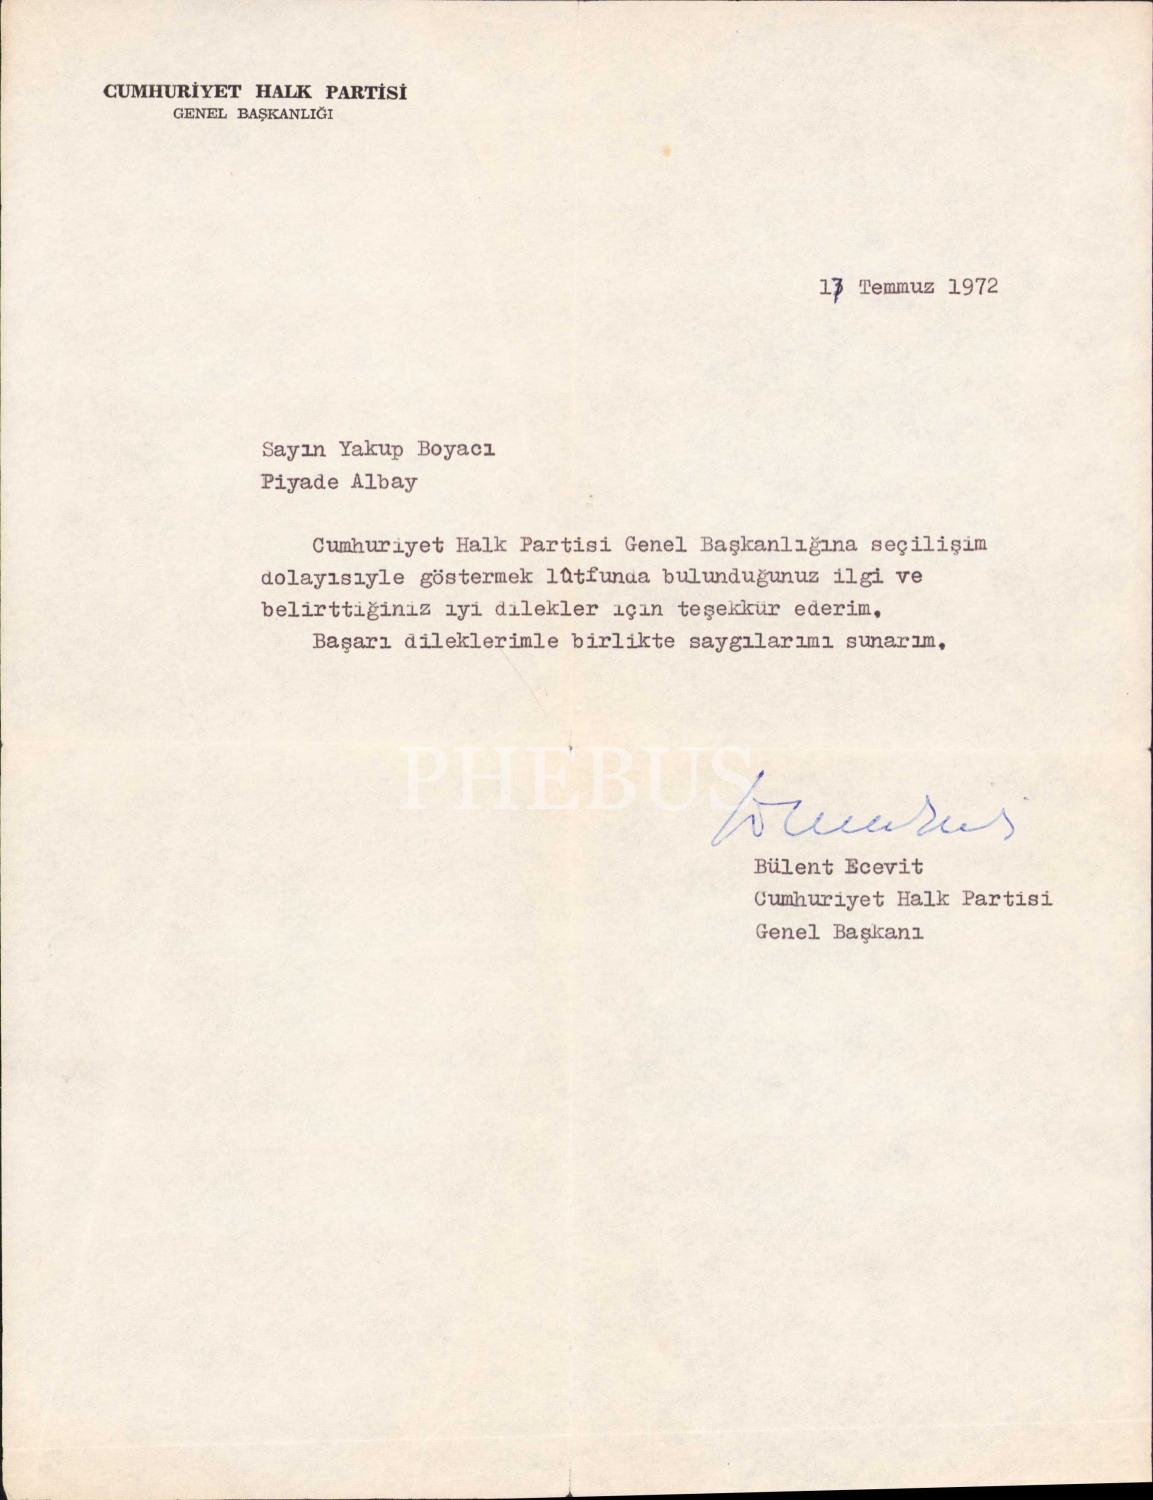 CUMHURİYET HALK PARTİSİ
GENEL BAŞKANLIĞI
17 Temmuz 1972
Sayın Yakup Boyacı
Piyade Albay
Cumhuriyet Halk Partisi Genel Başkanlığına seçilişim
dolayısiyle göstermek lûtfunda bulunduğunuz ilgi ve
belirttiğiniz iyi dilekler için teşekkür ederim.
Başarı dileklerimle birlikte saygılarımı sunarım.
PHEBUS
Bülent Ecevit
Cumhuriyet Halk Partisi
Genel Başkanı